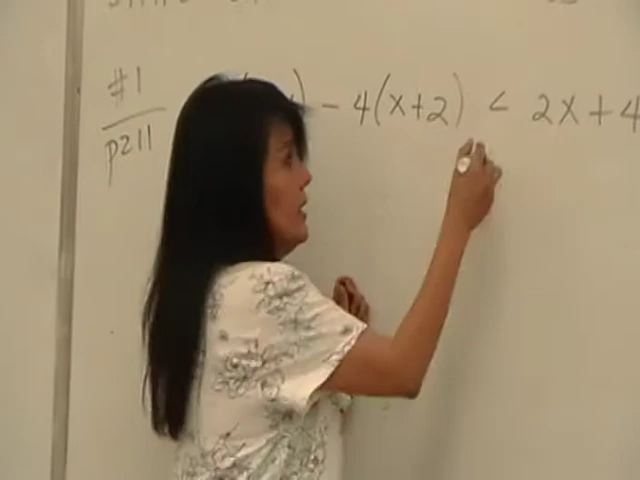 #1 ) - 4(x+2) < 2x+4
p211